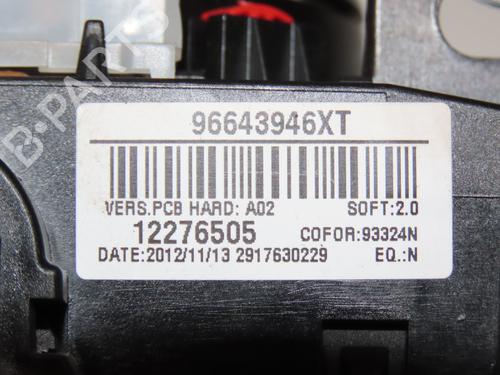 B-PARTS
96643946XT
VERS.PCB HARD: A02 SOFT:2.0
12276505 COFOR:93324N
DATE:2012/11/13 2917630229 EQ.:N